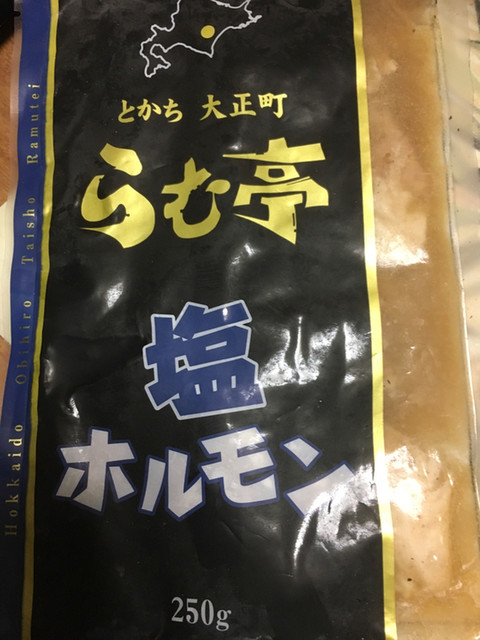 とかち 大正町
らむ亭
塩
ホルモン
250g
Hokkaido Obihiro Taisho Ramutei